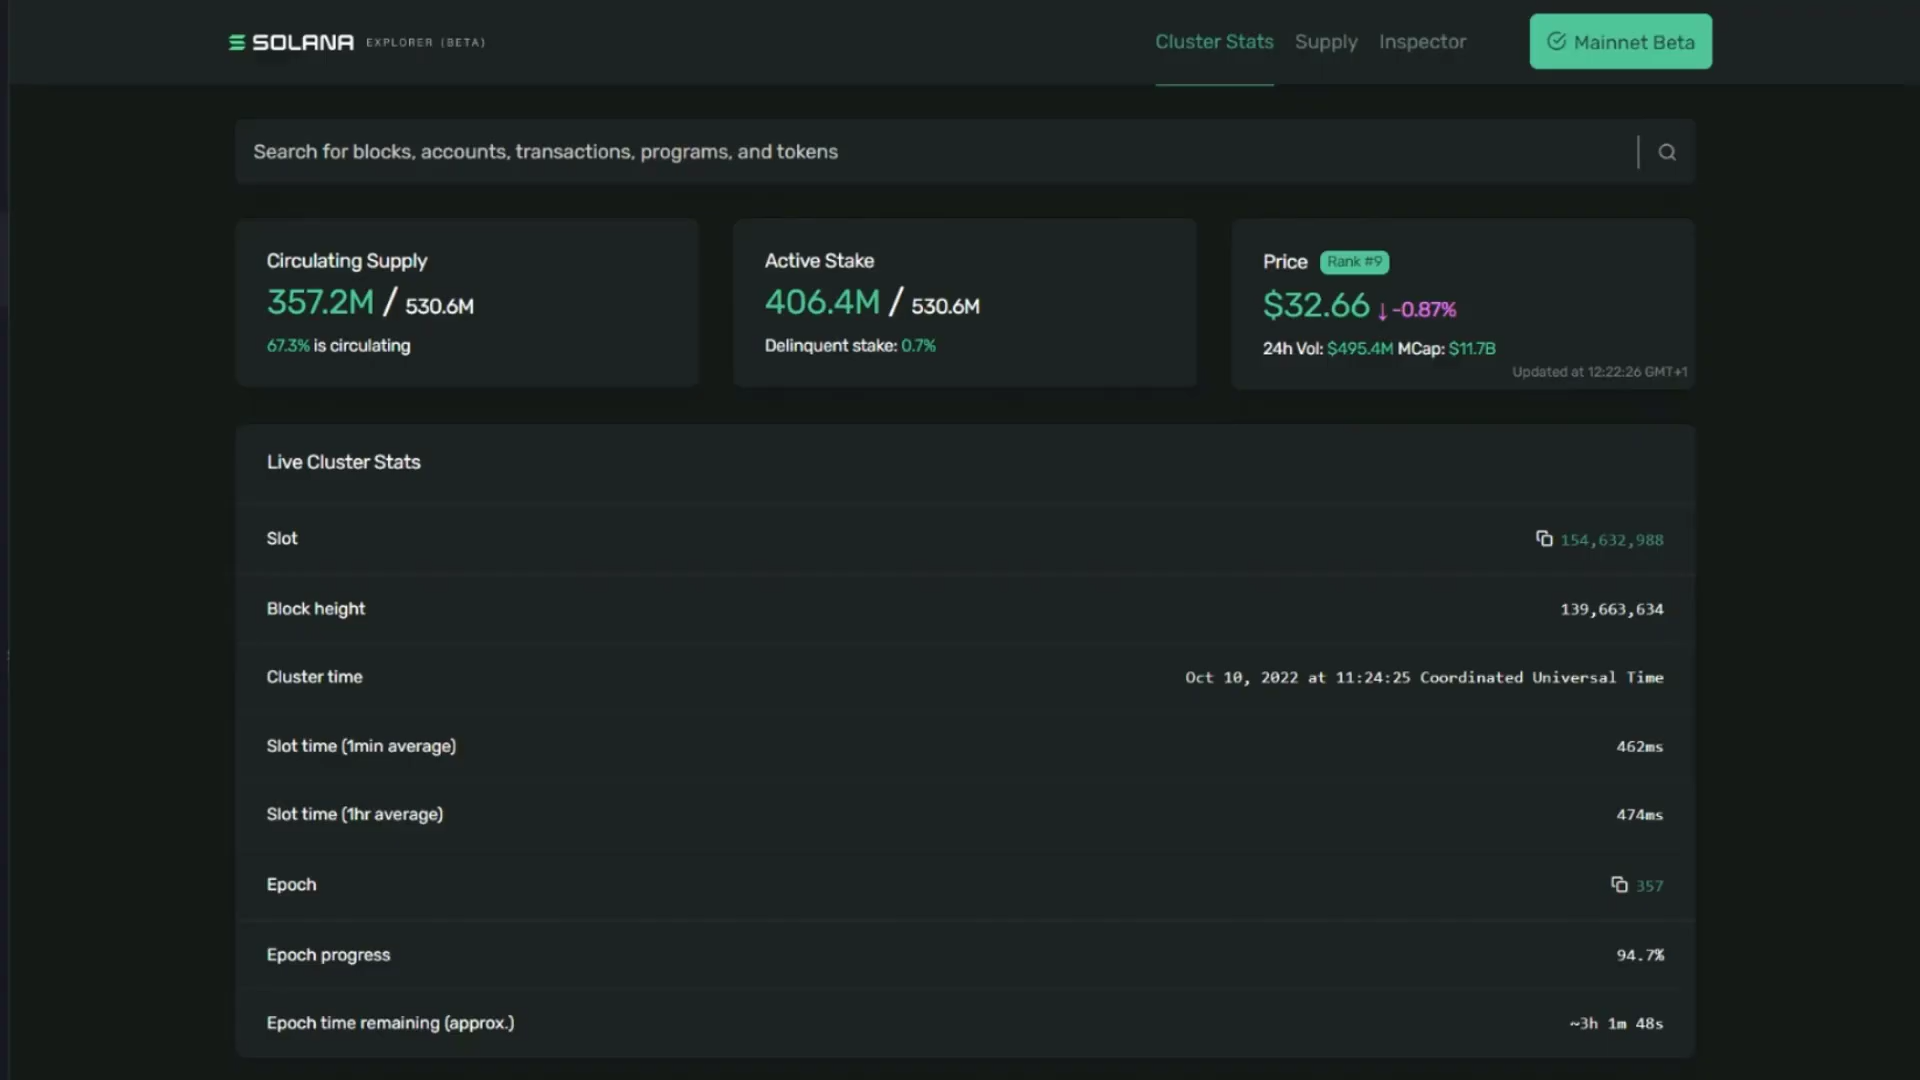 SOLANA EXPLORER (BETA)
Cluster Stats Supply Inspector Mainnet Beta
Search for blocks, accounts, transactions, programs, and tokens
Circulating Supply
357.2M / 530.6M
67.3% is circulating
Active Stake
406.4M / 530.6M
Delinquent stake: 0.7%
Price Rank #9
$32.66 ↓ -0.87%
24h Vol: $495.4M MCap: $11.7B
Updated at 12:22:26 GMT+1
Live Cluster Stats
Slot 154,632,988
Block height 139,663,634
Cluster time Oct 10, 2022 at 11:24:25 Coordinated Universal Time
Slot time (1min average) 462ms
Slot time (1hr average) 474ms
Epoch 357
Epoch progress 94.7%
Epoch time remaining (approx.) ~3h 1m 48s